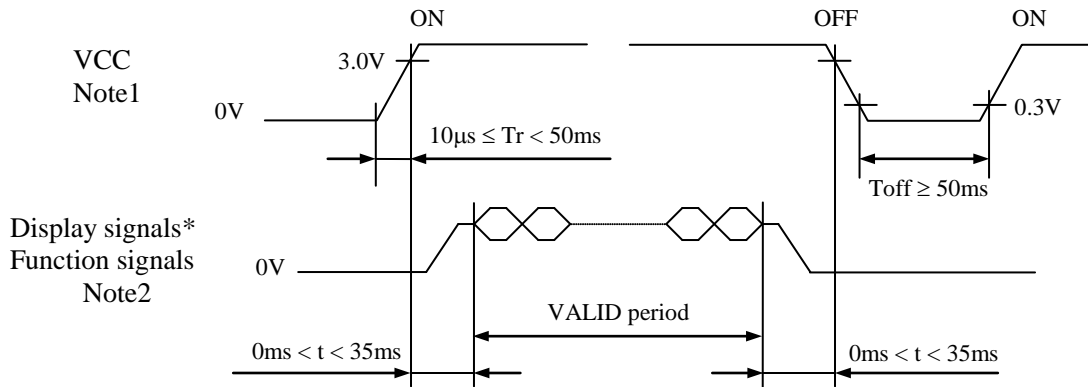 ON OFF ON
VCC
Note1
3.0V
0V
0.3V
10μs ≤ Tr < 50ms
Toff ≥ 50ms
Display signals*
Function signals
Note2
0V
VALID period
0ms < t < 35ms
0ms < t < 35ms